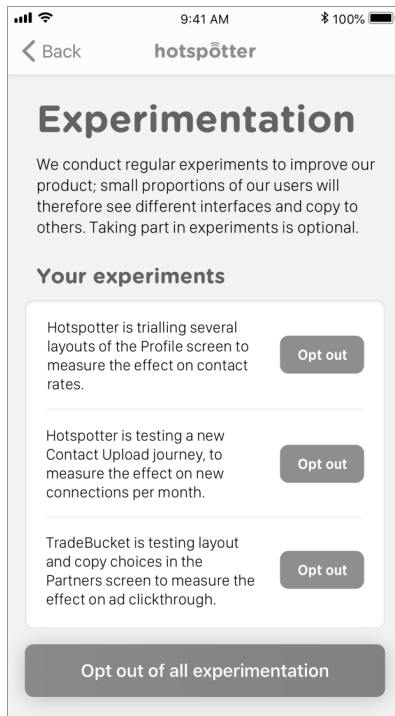 9:41 AM
100%
Back
hotspotter
Experimentation
We conduct regular experiments to improve our
product; small proportions of our users will
therefore see different interfaces and copy to
others. Taking part in experiments is optional.
Your experiments
Hotspotter is trialling several
layouts of the Profile screen to
measure the effect on contact
rates.
Opt out
Hotspotter is testing a new
Contact Upload journey, to
measure the effect on new
connections per month.
Opt out
TradeBucket is testing layout
and copy choices in the
Partners screen to measure the
effect on ad clickthrough.
Opt out
Opt out of all experimentation